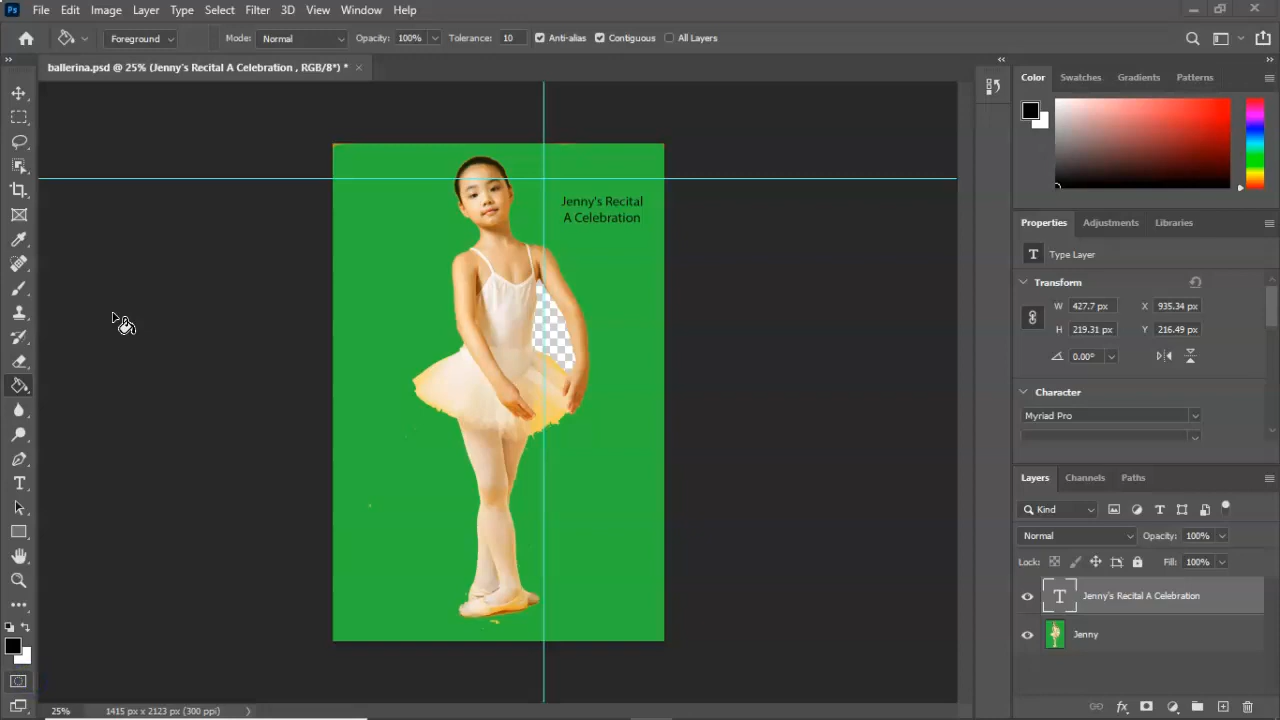 Ps File Edit Image Layer Type Select Filter 3D View Window Help
Foreground Mode: Normal Opacity: 100% Tolerance: 10 Anti-alias Contiguous All Layers
ballerina.psd @ 25% (Jenny's Recital A Celebration , RGB/8*) * ×
Jenny's Recital
A Celebration
Color Swatches Gradients Patterns
Properties Adjustments Libraries
T Type Layer
Transform
W 427.7 px X 935.34 px
H 219.31 px Y 216.49 px
0.00°
Character
Myriad Pro
Layers Channels Paths
Kind
Normal Opacity: 100%
Lock: Fill: 100%
T Jenny's Recital A Celebration
Jenny
fx
25% 1415 px x 2123 px (300 ppi)